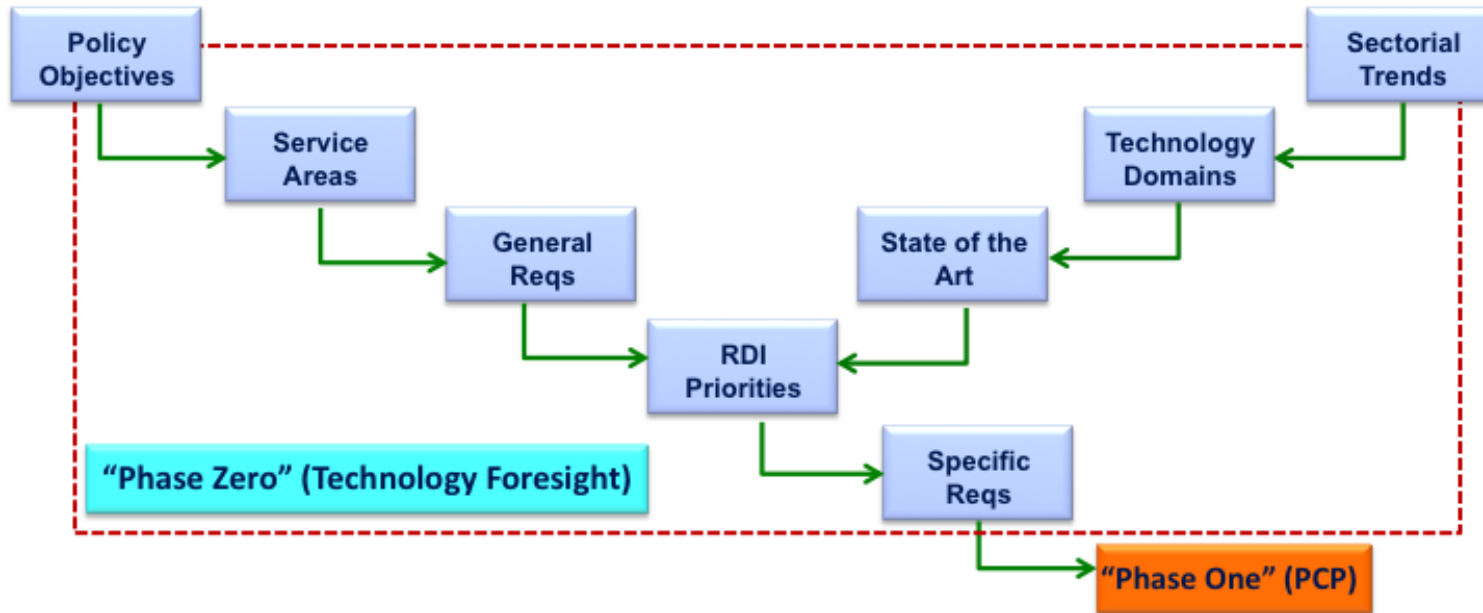 Policy
Objectives
Sectorial
Trends
Service
Areas
Technology
Domains
General
Reqs
State of the
Art
RDI
Priorities
Specific
Reqs
“Phase Zero” (Technology Foresight)
“Phase One” (PCP)